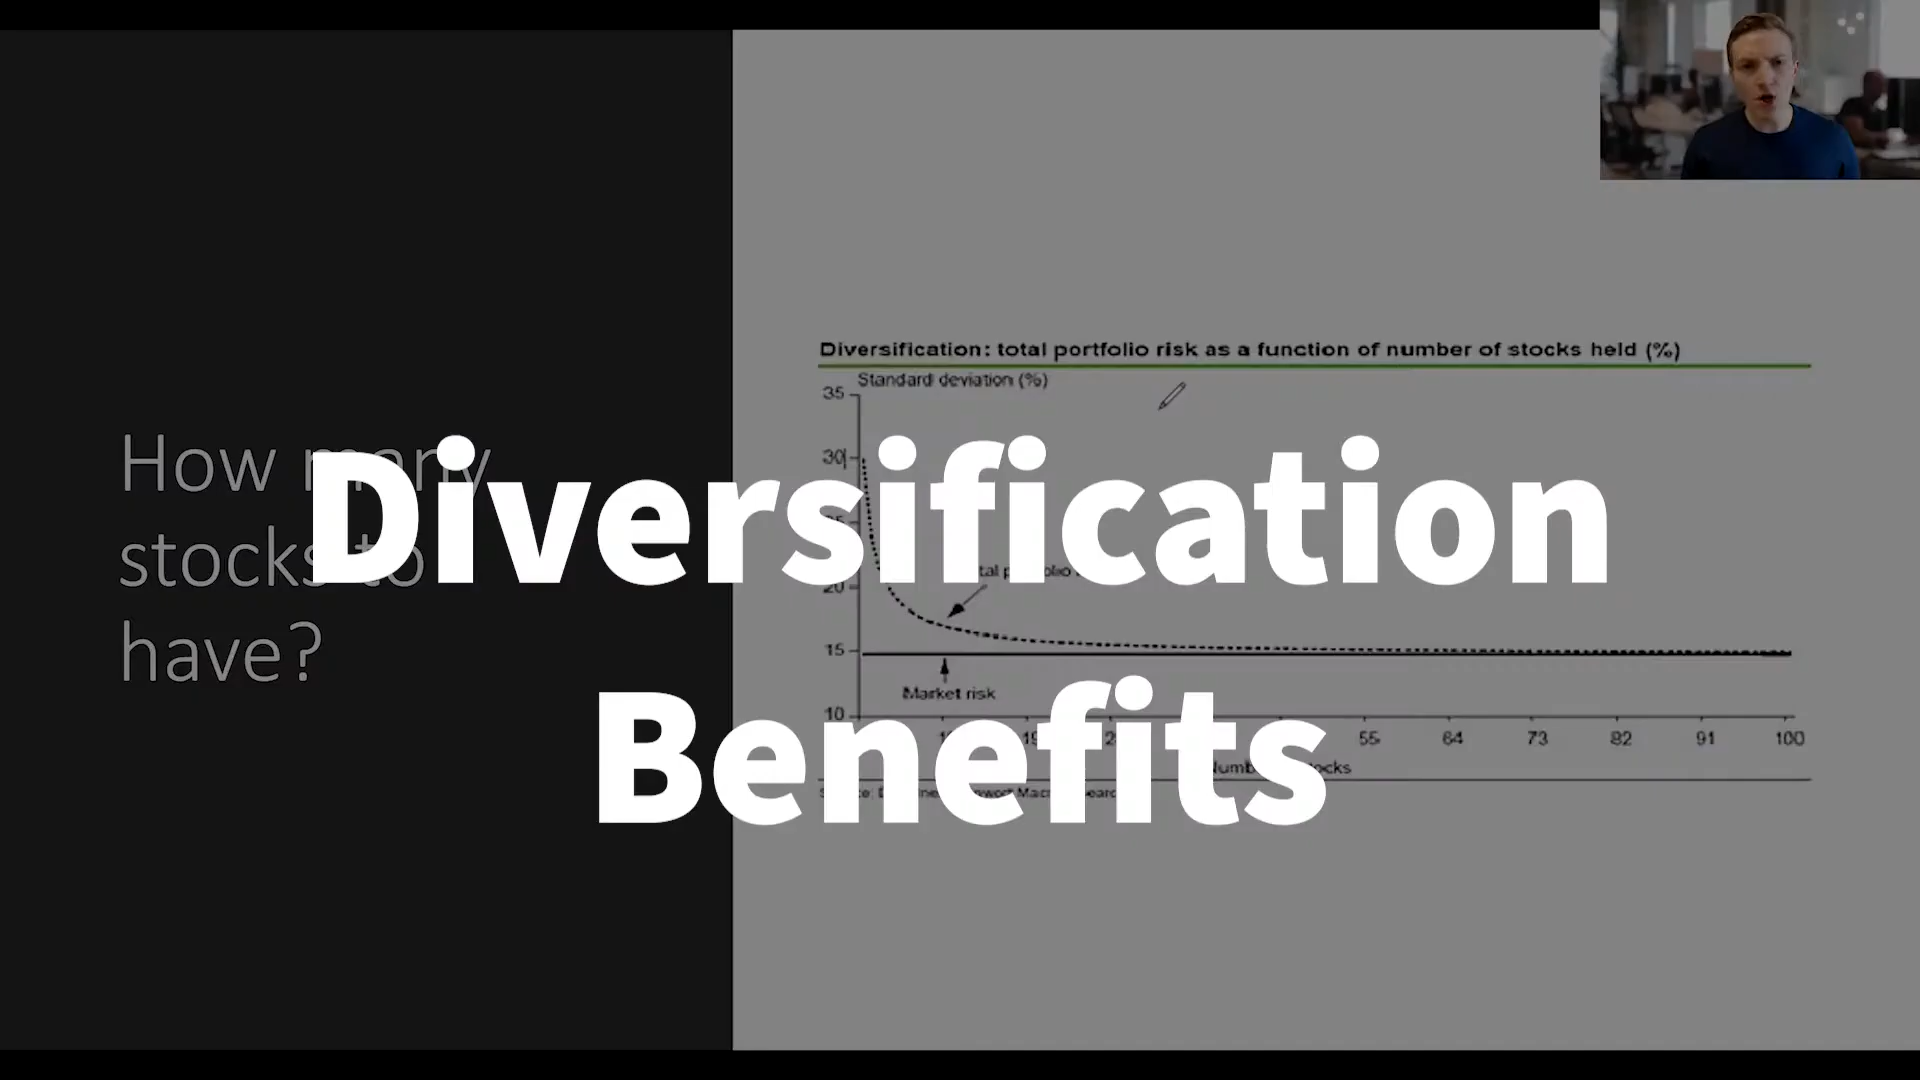 How many
stocks to
have?
Diversification
Benefits
Diversification: total portfolio risk as a function of number of stocks held (%)
Standard deviation (%)
35
30
20
15
10
Market risk
55 64 73 82 91 100